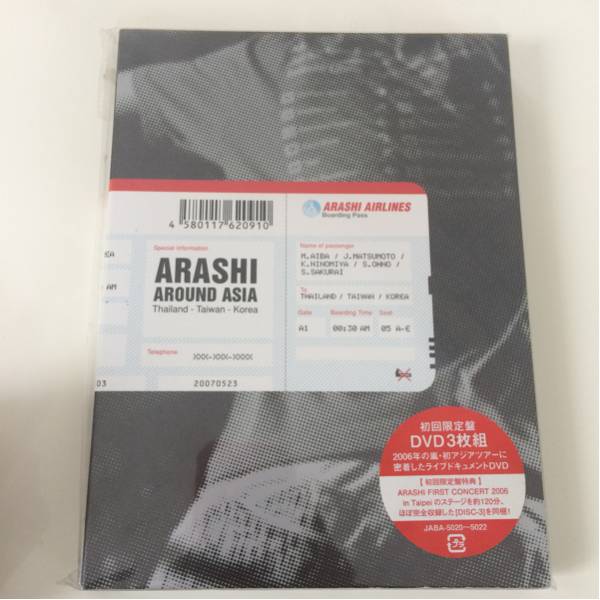 4 580117 620910
ARASHI AIRLINES
Boarding Pass
Special information
ARASHI
AROUND ASIA
Thailand - Taiwan - Korea
Telephone
XXX-XXX-XXXX
20070523
Name of passenger
M.AIBA / J.MATSUMOTO /
K.NINOMIYA / S.OHNO /
S.SAKURAI
To
THAILAND / TAIWAN / KOREA
Gate
Boarding Time
Seat
A1
00:30 AM
05 A-E
EA
AM
03
初回限定盤
DVD3枚組
2006年の嵐・初アジアツアーに
密着したライブドキュメントDVD
【初回限定盤特典】
ARASHI FIRST CONCERT 2006
in Taipeiのステージを約120分、
ほぼ完全収録した[DISC-3]を同梱!
JABA-5020〜5022
プラ